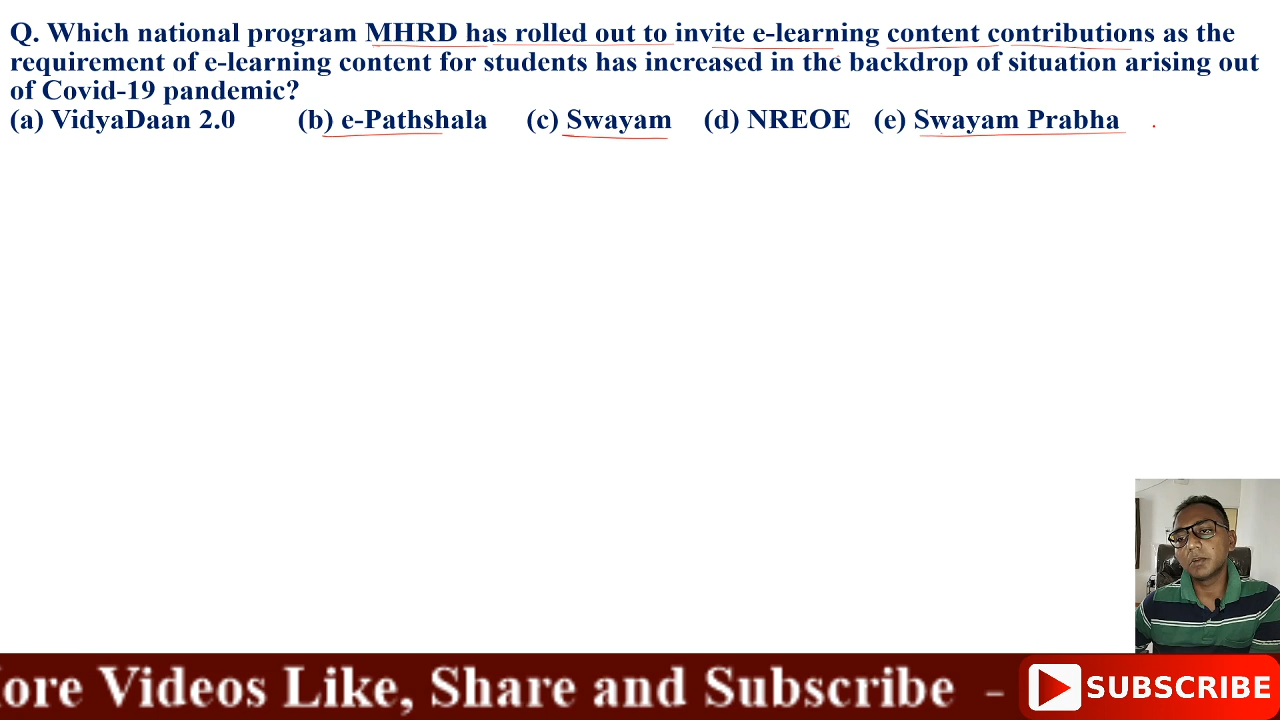 Q. Which national program MHRD has rolled out to invite e-learning content contributions as the
requirement of e-learning content for students has increased in the backdrop of situation arising out
of Covid-19 pandemic?
(a) VidyaDaan 2.0 (b) e-Pathshala (c) Swayam (d) NREOE (e) Swayam Prabha
ore Videos Like, Share and Subscribe - SUBSCRIBE